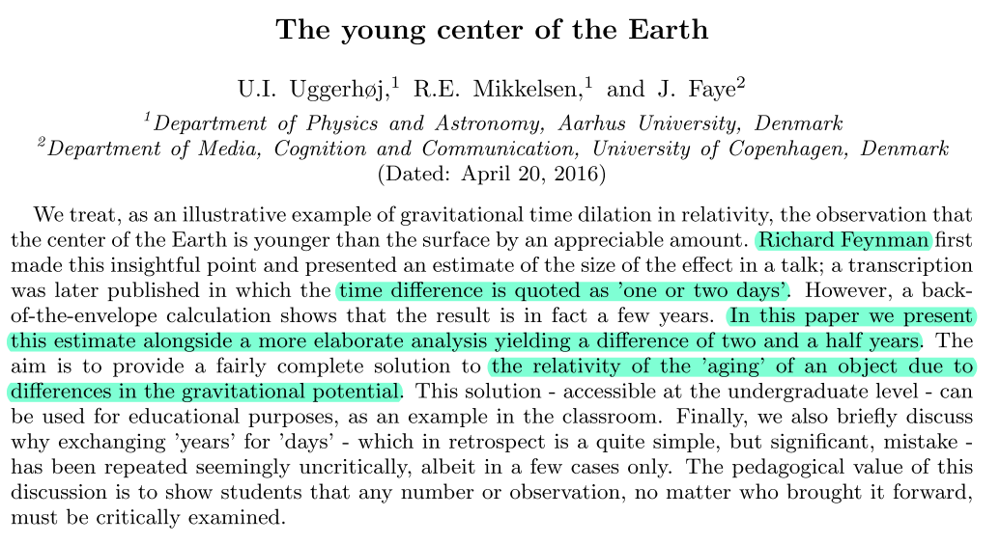 The young center of the Earth
U.I. Uggerhøj,1 R.E. Mikkelsen,1 and J. Faye2
1Department of Physics and Astronomy, Aarhus University, Denmark
2Department of Media, Cognition and Communication, University of Copenhagen, Denmark
(Dated: April 20, 2016)
We treat, as an illustrative example of gravitational time dilation in relativity, the observation that
the center of the Earth is younger than the surface by an appreciable amount. Richard Feynman first
made this insightful point and presented an estimate of the size of the effect in a talk; a transcription
was later published in which the time difference is quoted as 'one or two days'. However, a back-
of-the-envelope calculation shows that the result is in fact a few years. In this paper we present
this estimate alongside a more elaborate analysis yielding a difference of two and a half years. The
aim is to provide a fairly complete solution to the relativity of the 'aging' of an object due to
differences in the gravitational potential. This solution - accessible at the undergraduate level - can
be used for educational purposes, as an example in the classroom. Finally, we also briefly discuss
why exchanging 'years' for 'days' - which in retrospect is a quite simple, but significant, mistake -
has been repeated seemingly uncritically, albeit in a few cases only. The pedagogical value of this
discussion is to show students that any number or observation, no matter who brought it forward,
must be critically examined.